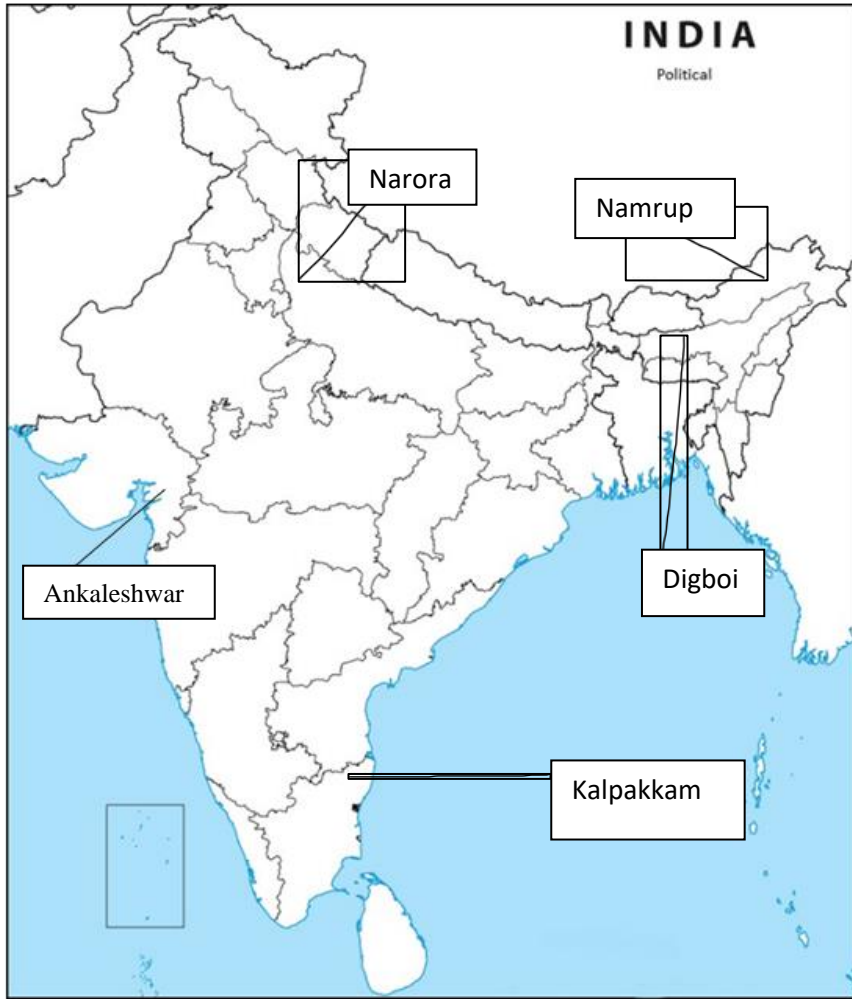 INDIA
Political
Narora
Namrup
Ankaleshwar
Digboi
Kalpakkam